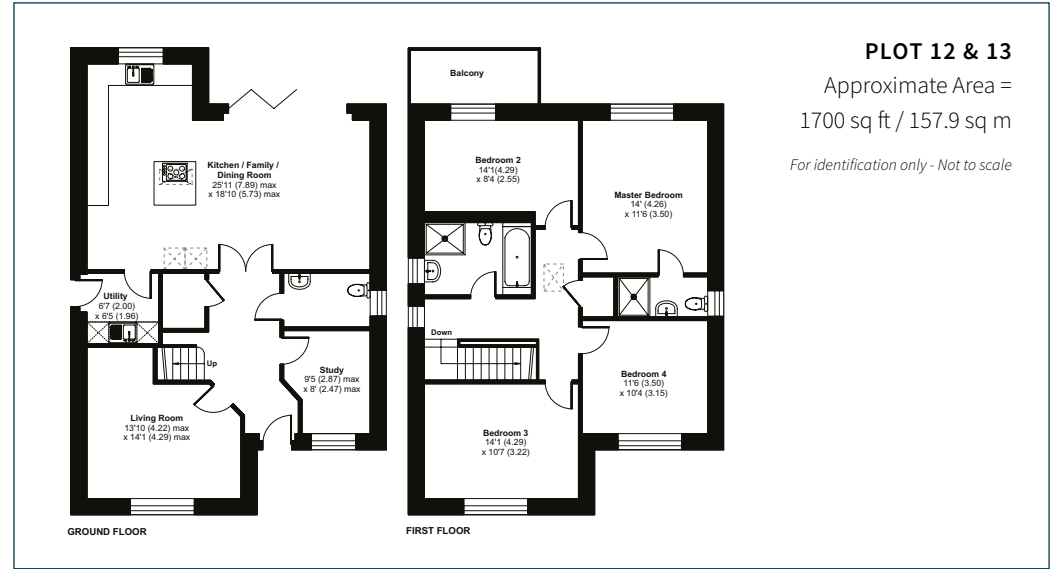 PLOT 12 & 13
Approximate Area =
1700 sq ft / 157.9 sq m
For identification only - Not to scale
Kitchen / Family /
Dining Room
25'11 (7.89) max
x 18'10 (5.73) max
Utility
6'7 (2.00)
x 6'5 (1.96)
Up
Study
9'5 (2.87) max
x 8' (2.47) max
Living Room
13'10 (4.22) max
x 14'1 (4.29) max
GROUND FLOOR
Balcony
Bedroom 2
14'1(4.29)
x 8'4 (2.55)
Master Bedroom
14' (4.26)
x 11'6 (3.50)
Down
Bedroom 4
11'6 (3.50)
x 10'4 (3.15)
Bedroom 3
14'1 (4.29)
x 10'7 (3.22)
FIRST FLOOR